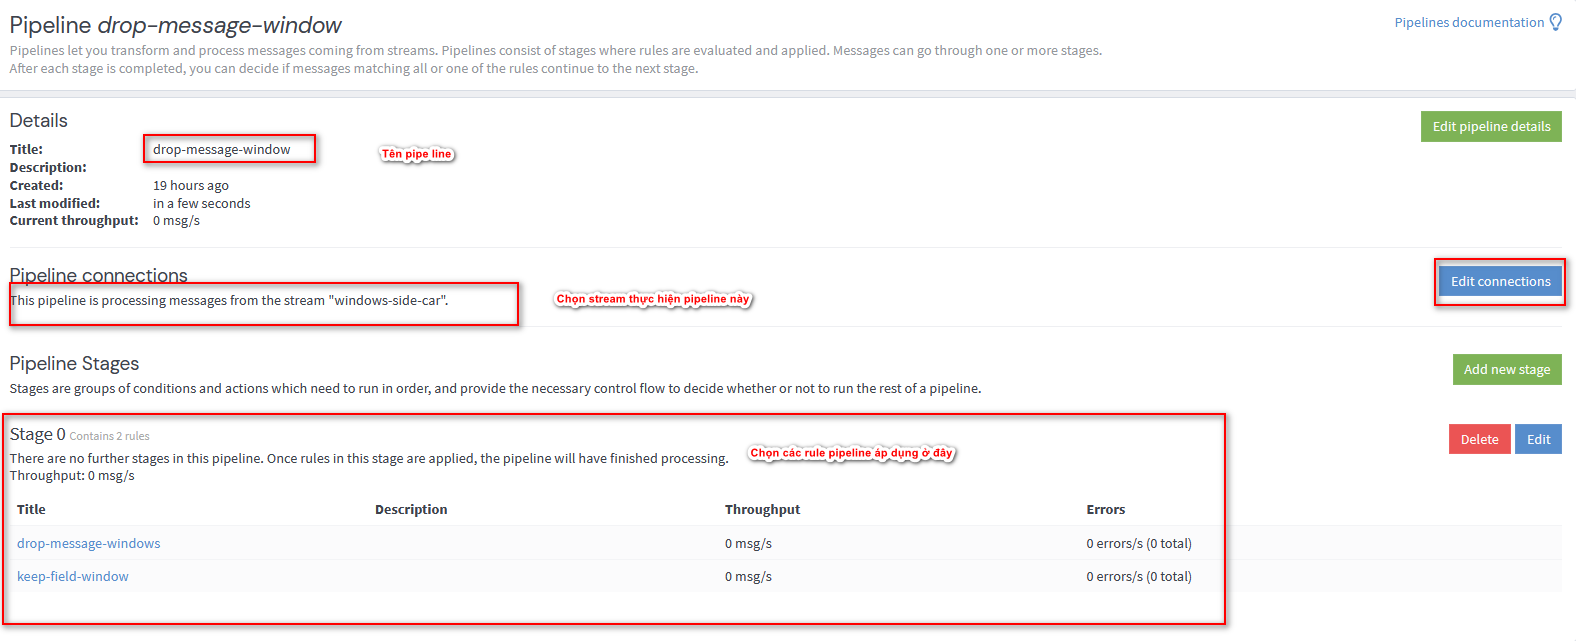 Pipeline drop-message-window
Pipelines documentation
Pipelines let you transform and process messages coming from streams. Pipelines consist of stages where rules are evaluated and applied. Messages can go through one or more stages.
After each stage is completed, you can decide if messages matching all or one of the rules continue to the next stage.
Details
Edit pipeline details
Title: drop-message-window
Tên pipe line
Description:
Created: 19 hours ago
Last modified: in a few seconds
Current throughput: 0 msg/s
Pipeline connections
Edit connections
This pipeline is processing messages from the stream "windows-side-car".
Chọn stream thực hiện pipeline này
Pipeline Stages
Add new stage
Stages are groups of conditions and actions which need to run in order, and provide the necessary control flow to decide whether or not to run the rest of a pipeline.
Stage 0 Contains 2 rules
Delete Edit
There are no further stages in this pipeline. Once rules in this stage are applied, the pipeline will have finished processing.
Chọn các rule pipeline áp dụng ở đây
Throughput: 0 msg/s
Title Description Throughput Errors
drop-message-windows 0 msg/s 0 errors/s (0 total)
keep-field-window 0 msg/s 0 errors/s (0 total)